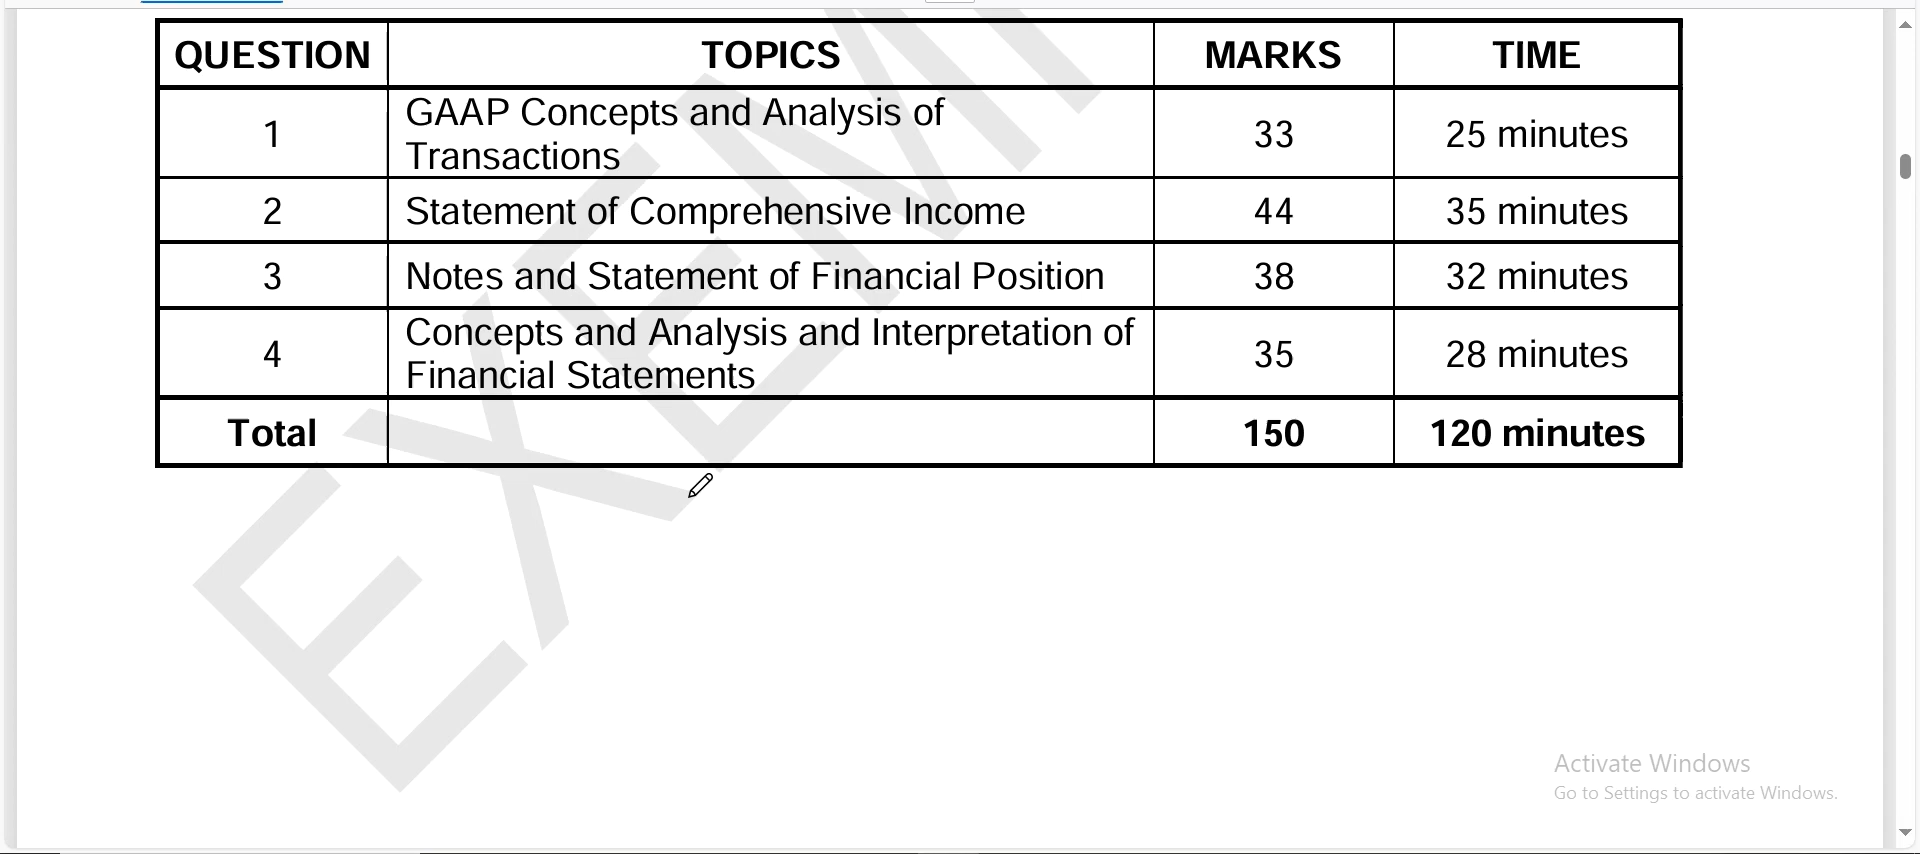 QUESTION TOPICS MARKS TIME
1 GAAP Concepts and Analysis of Transactions 33 25 minutes
2 Statement of Comprehensive Income 44 35 minutes
3 Notes and Statement of Financial Position 38 32 minutes
4 Concepts and Analysis and Interpretation of Financial Statements 35 28 minutes
Total 150 120 minutes
EXEM
Activate Windows
Go to Settings to activate Windows.